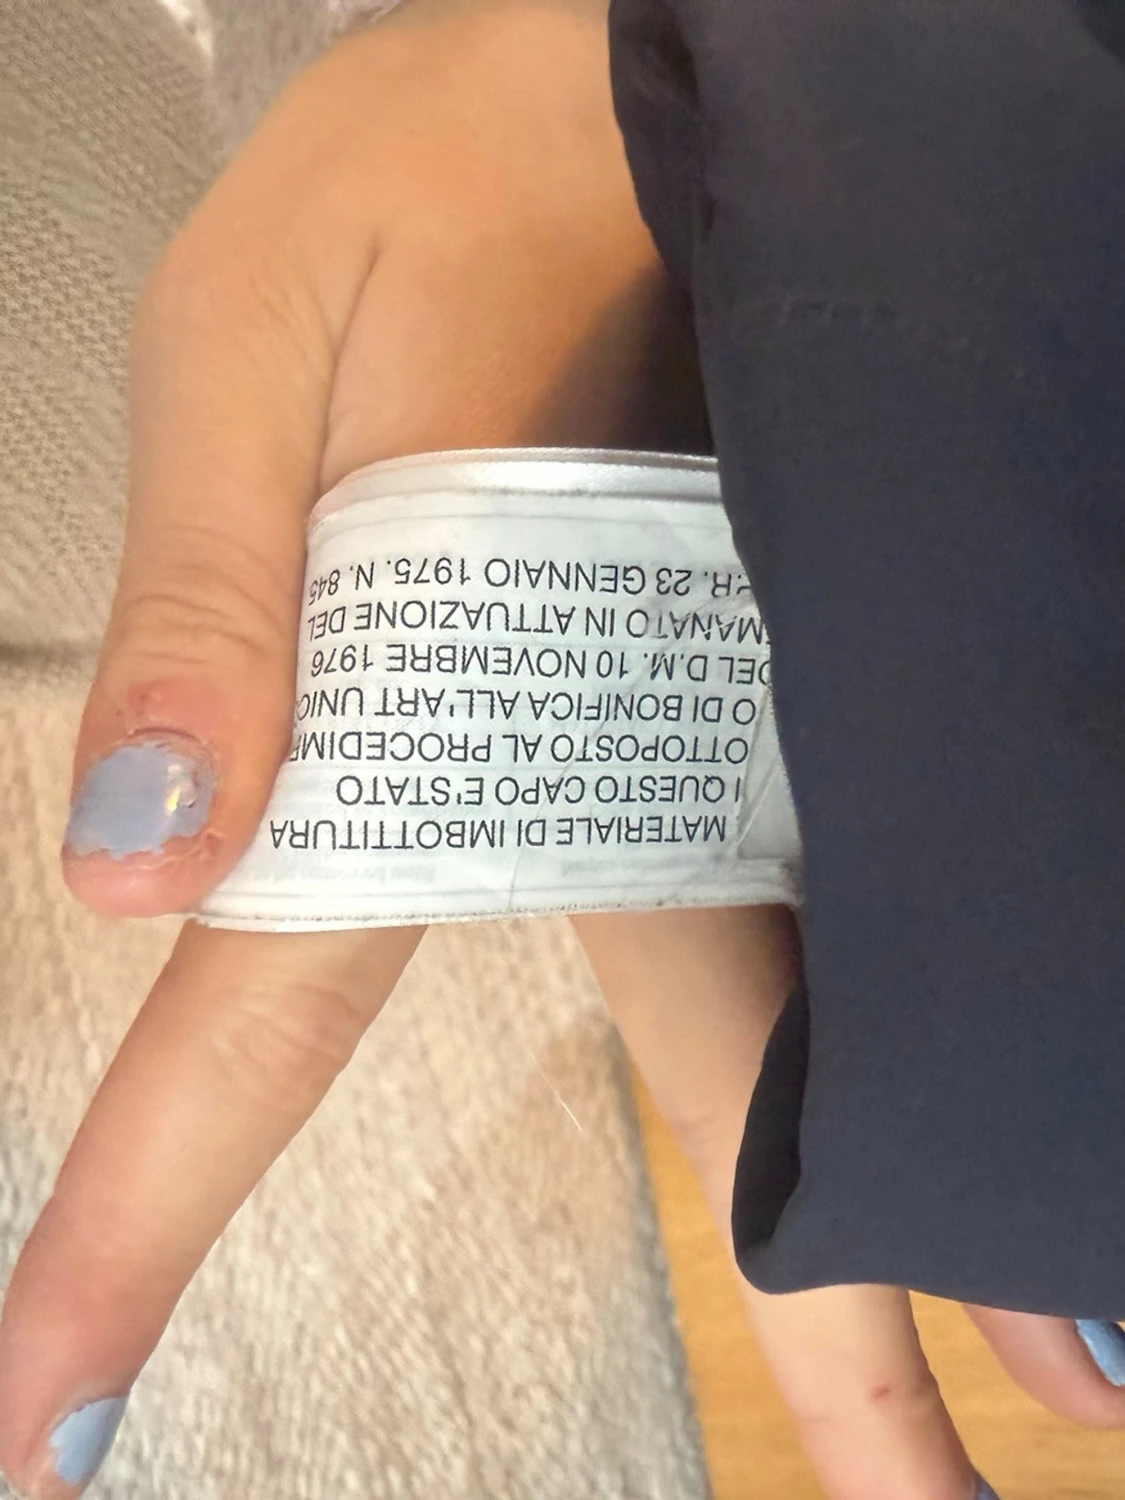 MATERIALE DI IMBOTTITURA
I QUESTO CAPO E'STATO
OTTOPOSTO AL PROCEDIM
O DI BONIFICA ALL'ART UNIC
DEL D.M. 10 NOVEMBRE 1976
MANATO IN ATTUAZIONE DEL
P.R. 23 GENNAIO 1975. N. 845